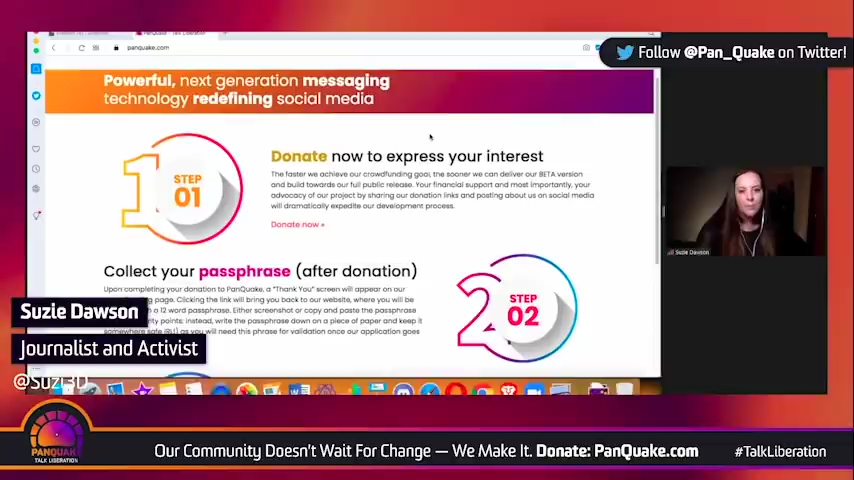 panquake.com
Follow @Pan_Quake on Twitter!
Powerful, next generation messaging
technology redefining social media
STEP
01
Donate now to express your interest
The faster we achieve our crowdfunding goal, the sooner we can deliver our BETA version
and build towards our full public release. Your financial support and most importantly, your
advocacy of our project by sharing our donation links and posting about us on social media
will dramatically expedite our development process.
Donate now »
Suzie Dawson
Collect your passphrase (after donation)
Upon completing your donation to PanQuake, a "Thank You" screen will appear on our
page. Clicking the link will bring you back to our website, where you will be
a 12 word passphrase. Either screenshot or copy and paste the passphrase
points: instead, write the passphrase down on a piece of paper and keep it
somewhere safe as you will need this phrase for validation once our application goes
STEP
02
Suzie Dawson
Journalist and Activist
@Suzi3D
PANQUAKE
TALK LIBERATION
Our Community Doesn't Wait For Change — We Make It. Donate: PanQuake.com
#TalkLiberation